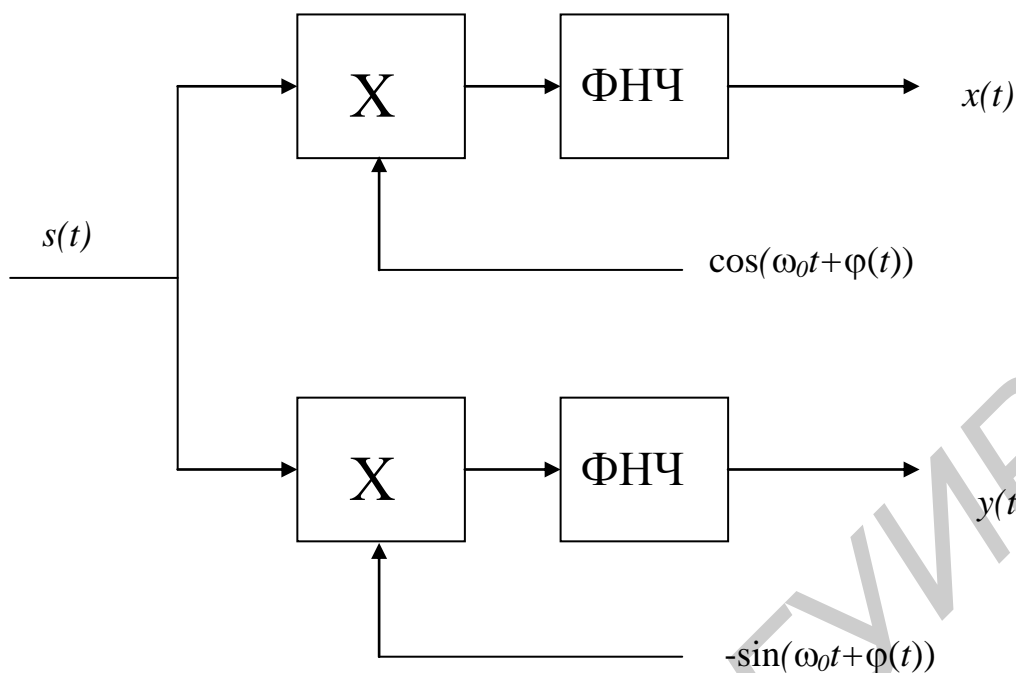 X
ФНЧ
x(t)
s(t)
cos(ω₀t+φ(t))
X
ФНЧ
y(t
-sin(ω₀t+φ(t))